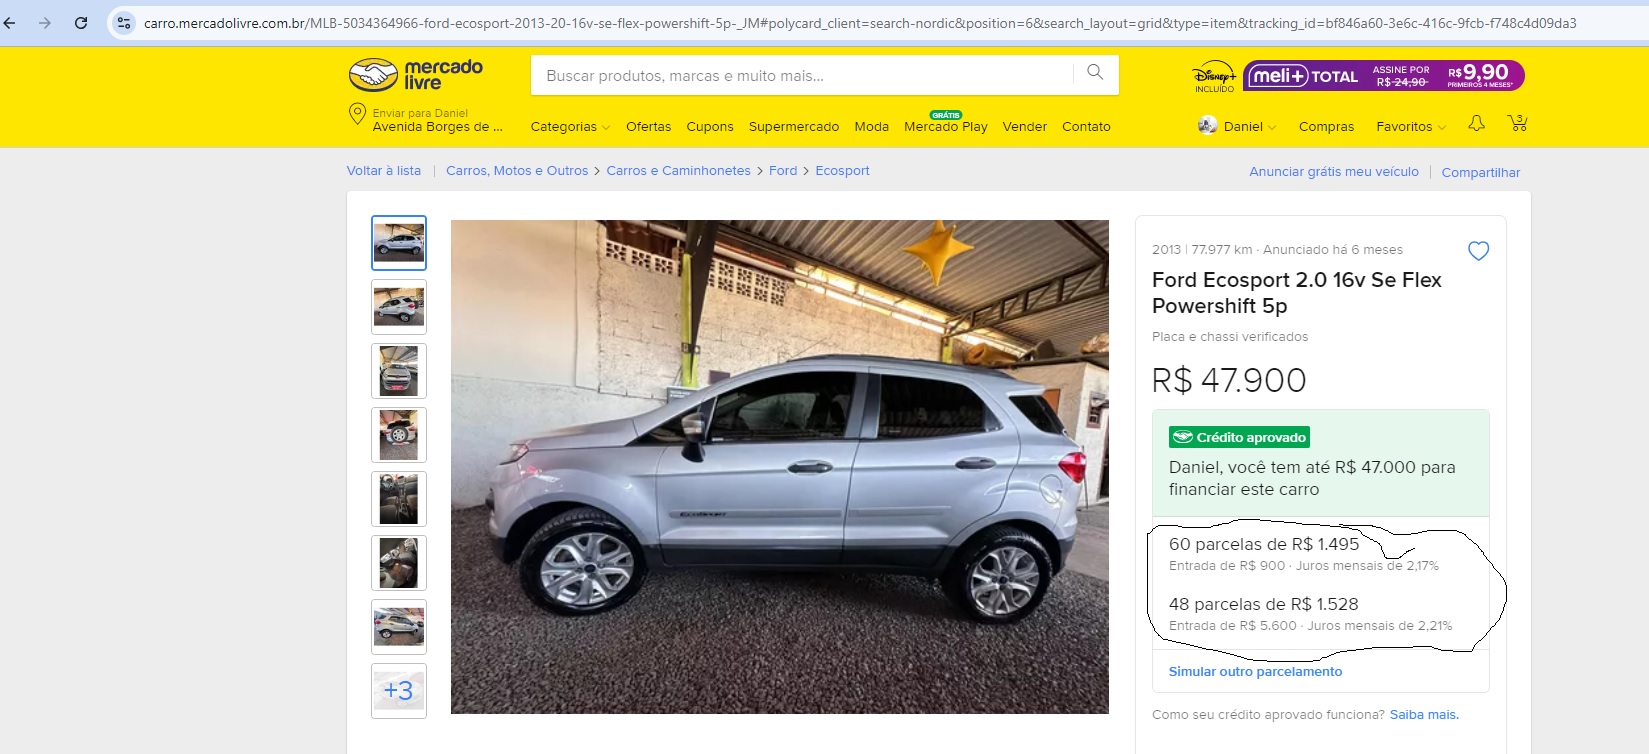 carro.mercadolivre.com.br/MLB-5034364966-ford-ecosport-2013-20-16v-se-flex-powershift-5p-_JM#polycard_client=search-nordic&position=6&search_layout=grid&type=item&tracking_id=bf846a60-3e6c-416c-9fcb-f748c4d09da3
mercado
livre
Buscar produtos, marcas e muito mais...
Disney+
INCLUÍDO
meli+ TOTAL
ASSINE POR
R$ 24,90
R$9,90
PRIMEIROS 4 MESES*
Enviar para Daniel
Avenida Borges de ...
Categorias
Ofertas
Cupons
Supermercado
Moda
GRÁTIS
Mercado Play
Vender
Contato
Daniel
Compras
Favoritos
3
Voltar à lista
Carros, Motos e Outros > Carros e Caminhonetes > Ford > Ecosport
Anunciar grátis meu veículo
Compartilhar
+3
ECOSPORT
2013 | 77.977 km · Anunciado há 6 meses
Ford Ecosport 2.0 16v Se Flex
Powershift 5p
Placa e chassi verificados
R$ 47.900
Crédito aprovado
Daniel, você tem até R$ 47.000 para
financiar este carro
60 parcelas de R$ 1.495
Entrada de R$ 900 · Juros mensais de 2,17%
48 parcelas de R$ 1.528
Entrada de R$ 5.600 · Juros mensais de 2,21%
Simular outro parcelamento
Como seu crédito aprovado funciona? Saiba mais.